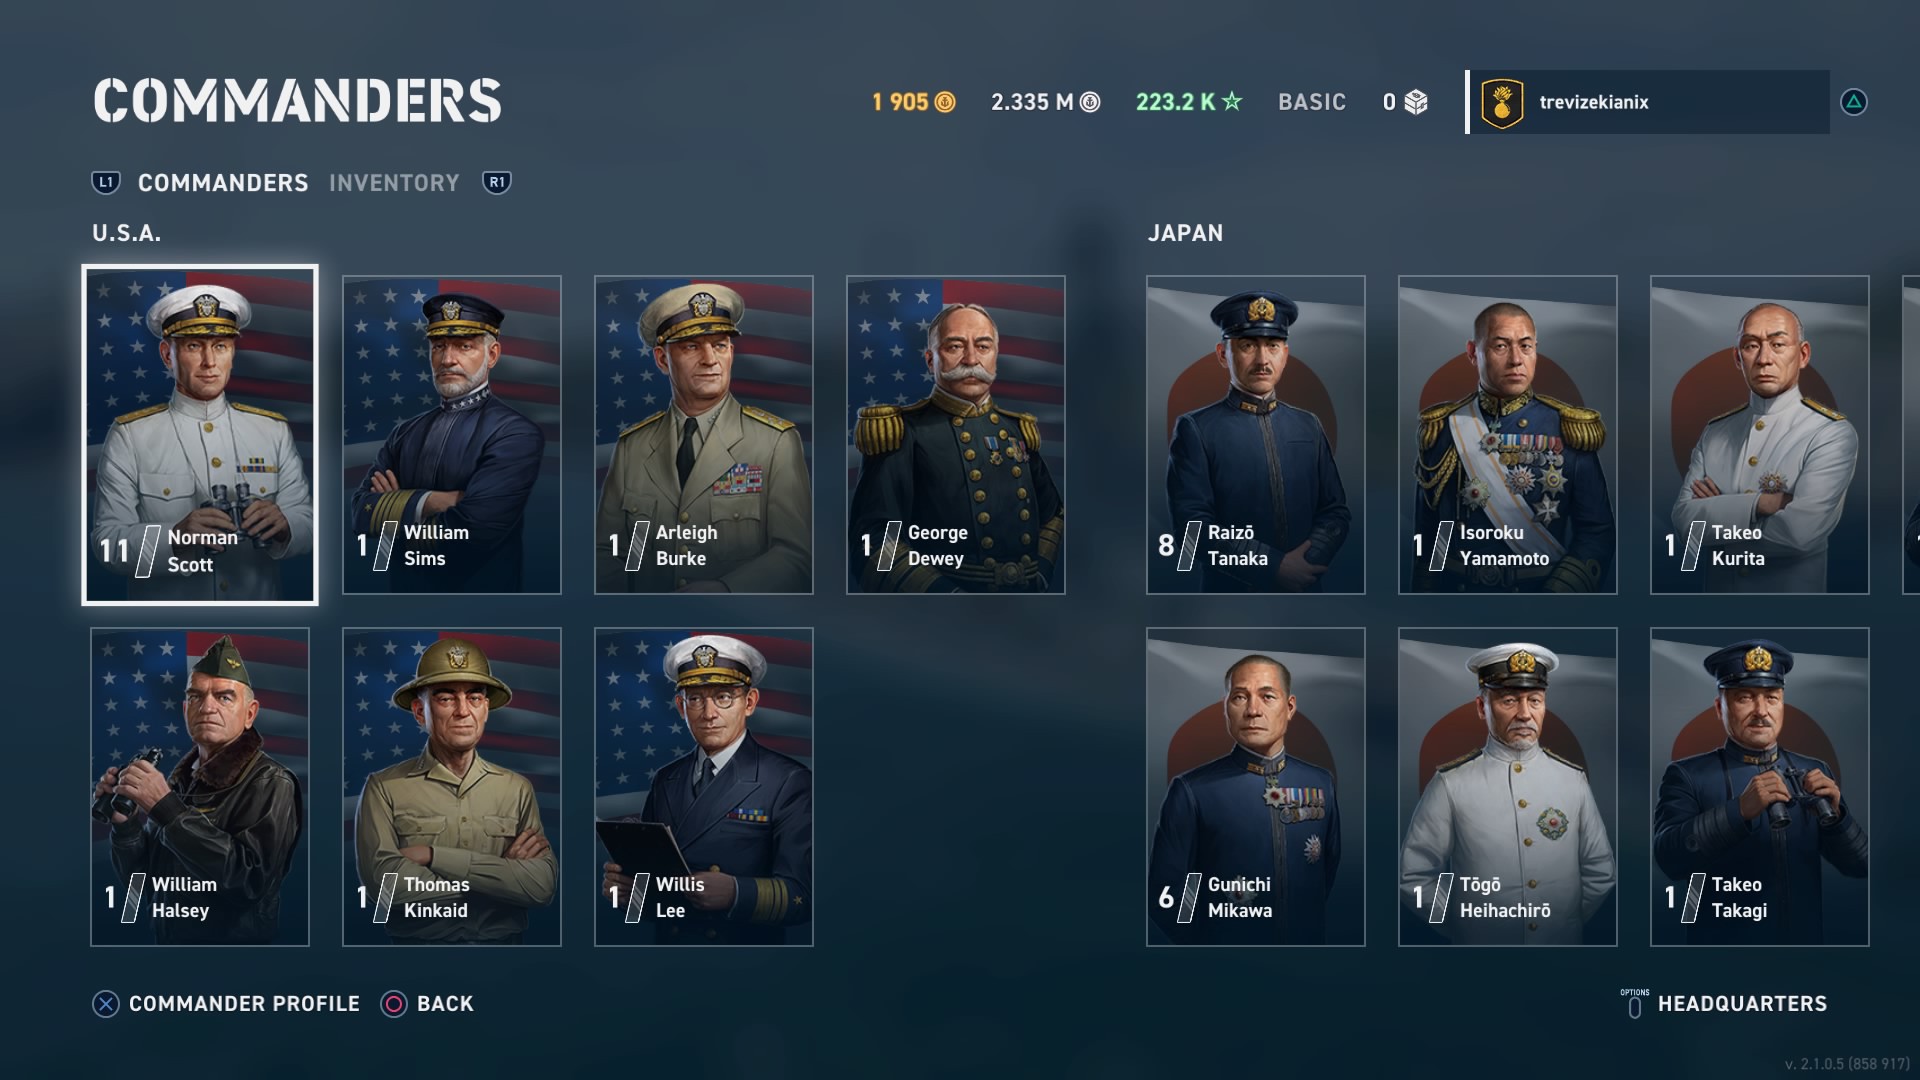 COMMANDERS
1 905 2.335 M 223.2 K BASIC 0 trevizekianix
L1 COMMANDERS INVENTORY R1
U.S.A.
JAPAN
11 Norman
Scott
1 William
Sims
1 Arleigh
Burke
1 George
Dewey
8 Raizō
Tanaka
1 Isoroku
Yamamoto
1 Takeo
Kurita
1 William
Halsey
1 Thomas
Kinkaid
1 Willis
Lee
6 Gunichi
Mikawa
1 Tōgō
Heihachirō
1 Takeo
Takagi
COMMANDER PROFILE BACK
OPTIONS HEADQUARTERS
v. 2.1.0.5 (858 917)